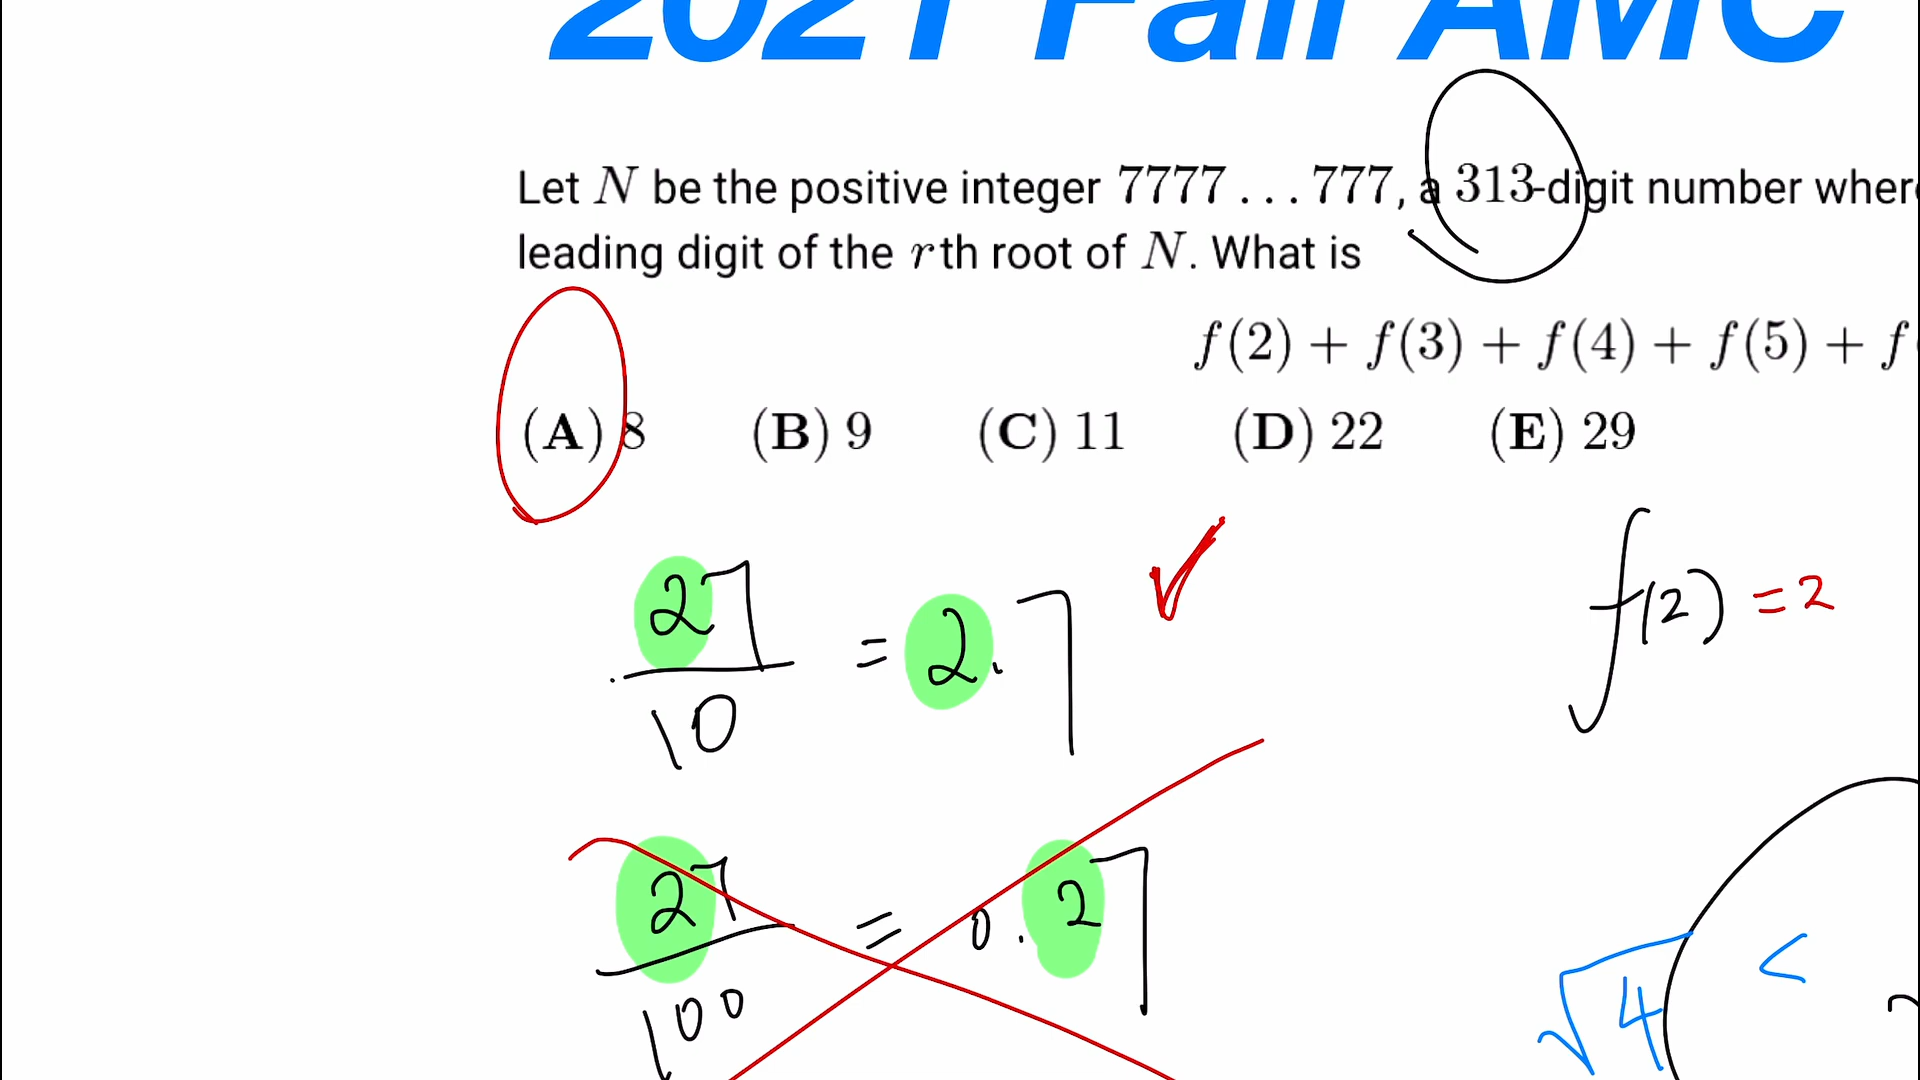 2021 Fall AMC
Let N be the positive integer 7777...777, a 313-digit number where
leading digit of the rth root of N. What is
f(2) + f(3) + f(4) + f(5) + f
(A) 8 (B) 9 (C) 11 (D) 22 (E) 29
27/10 = 2.7
f(2) = 2
27/100 = 0.27
√4 <